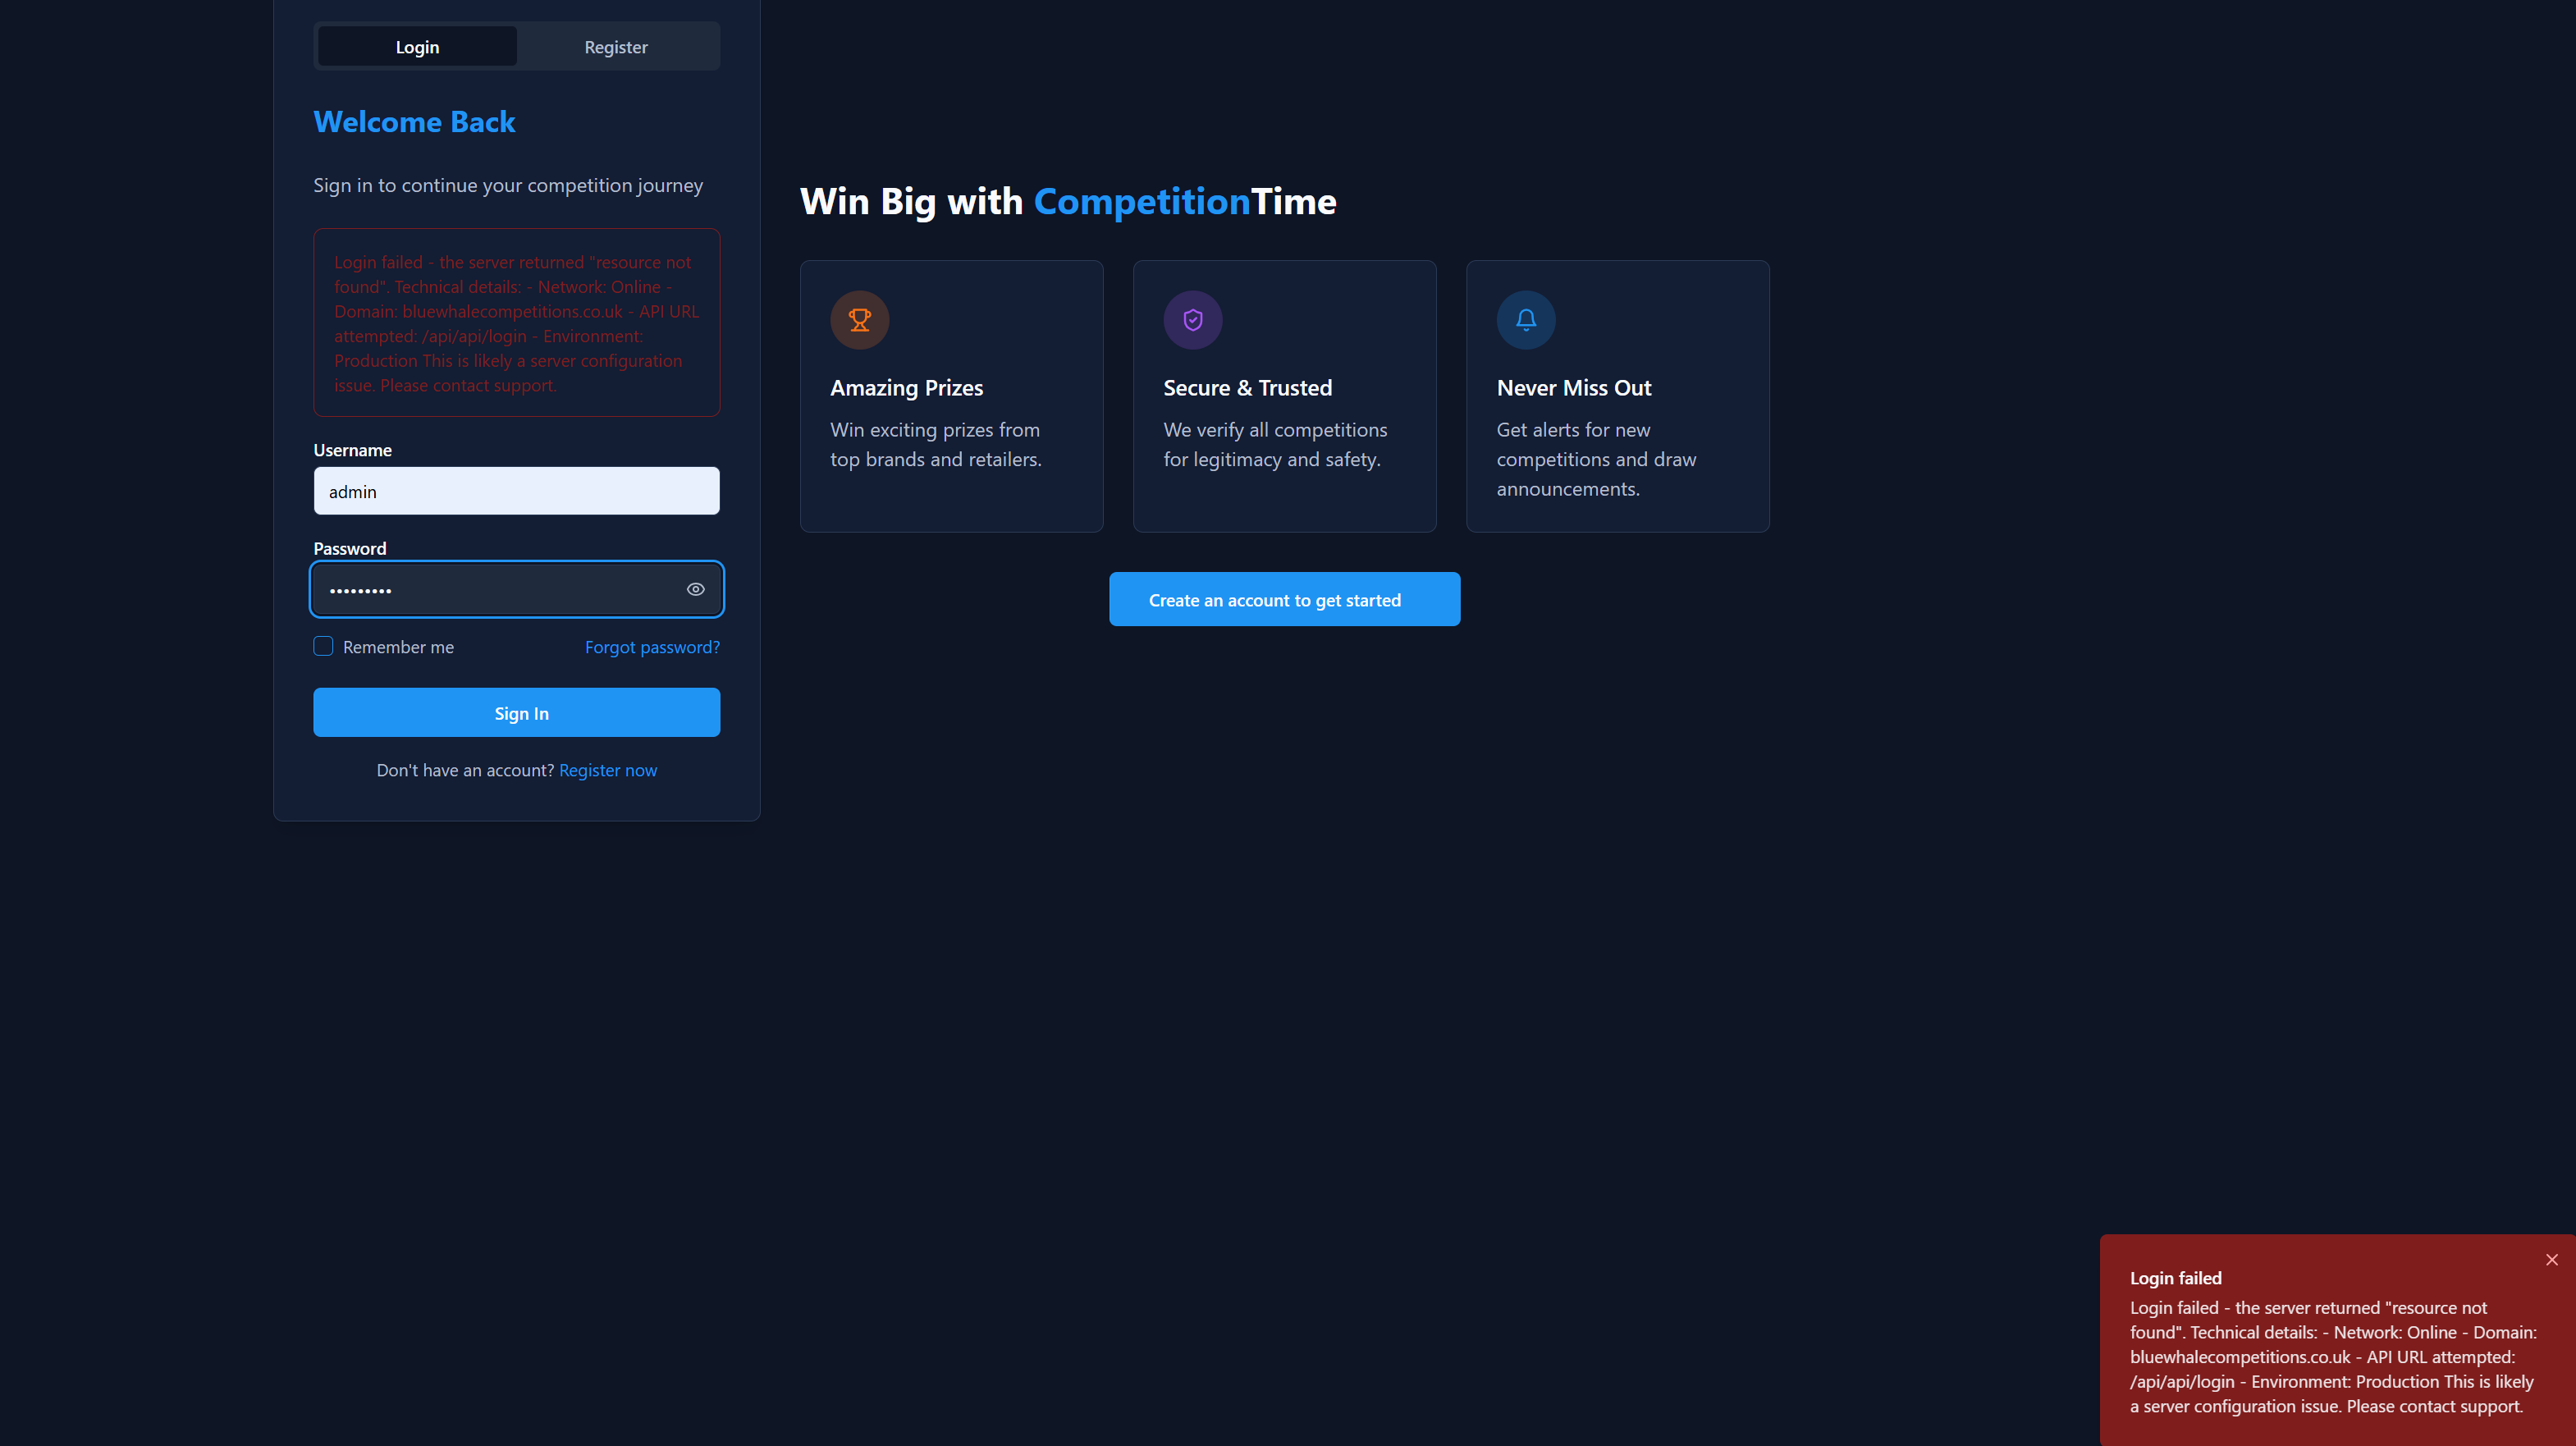 Login
Register
Welcome Back
Sign in to continue your competition journey
Login failed - the server returned "resource not
found". Technical details: - Network: Online -
Domain: bluewhalecompetitions.co.uk - API URL
attempted: /api/api/login - Environment:
Production This is likely a server configuration
issue. Please contact support.
Username
admin
Password
Remember me
Forgot password?
Sign In
Don't have an account? Register now
Win Big with CompetitionTime
Amazing Prizes
Win exciting prizes from
top brands and retailers.
Secure & Trusted
We verify all competitions
for legitimacy and safety.
Never Miss Out
Get alerts for new
competitions and draw
announcements.
Create an account to get started
Login failed
Login failed - the server returned "resource not
found". Technical details: - Network: Online - Domain:
bluewhalecompetitions.co.uk - API URL attempted:
/api/api/login - Environment: Production This is likely
a server configuration issue. Please contact support.